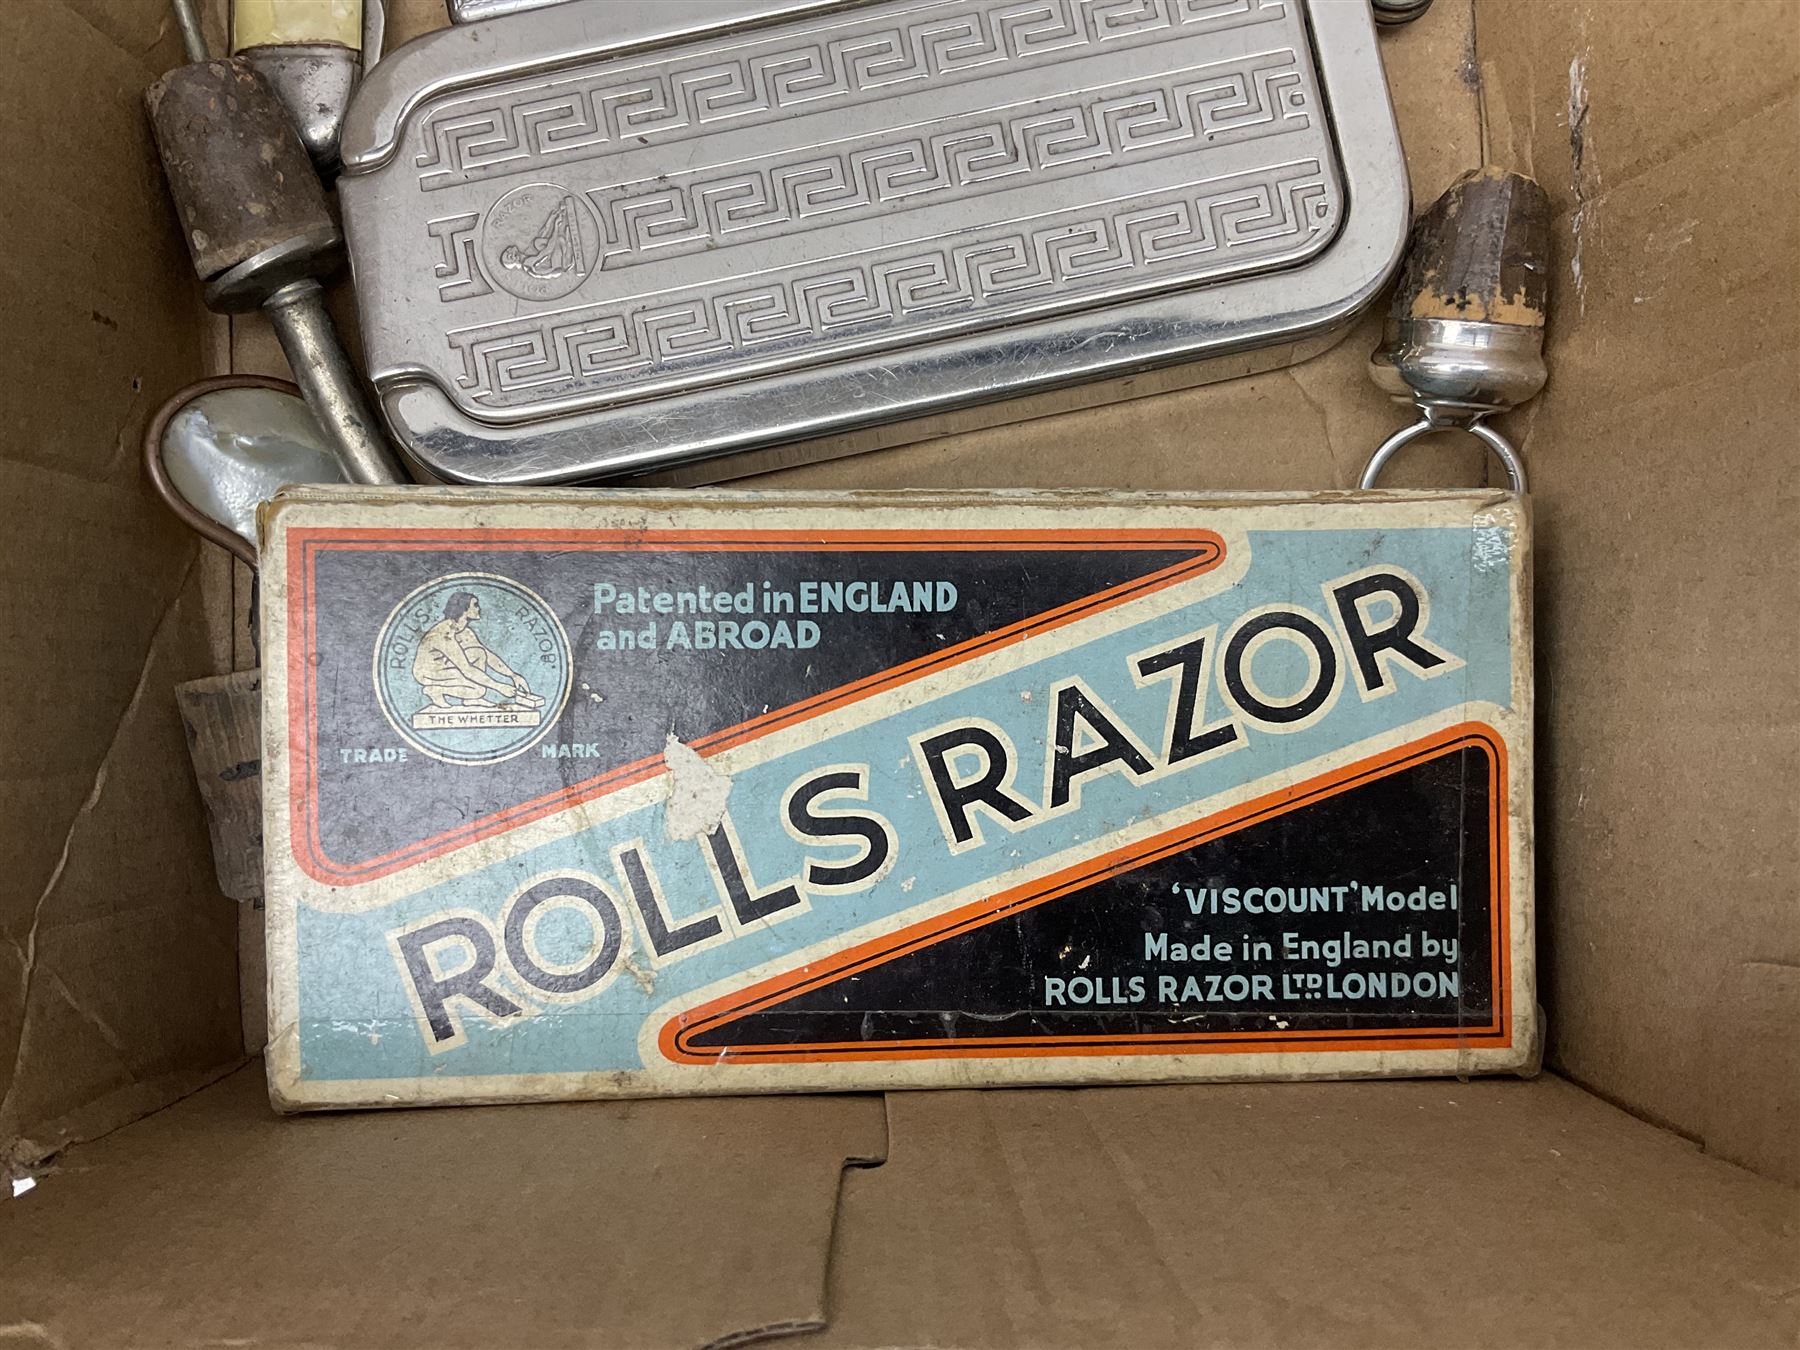 RAZOR
ROLLS RAZOR
THE WHETTER
TRADE MARK
Patented in ENGLAND
and ABROAD
ROLLS RAZOR
'VISCOUNT' Model
Made in England by
ROLLS RAZOR LTD. LONDON